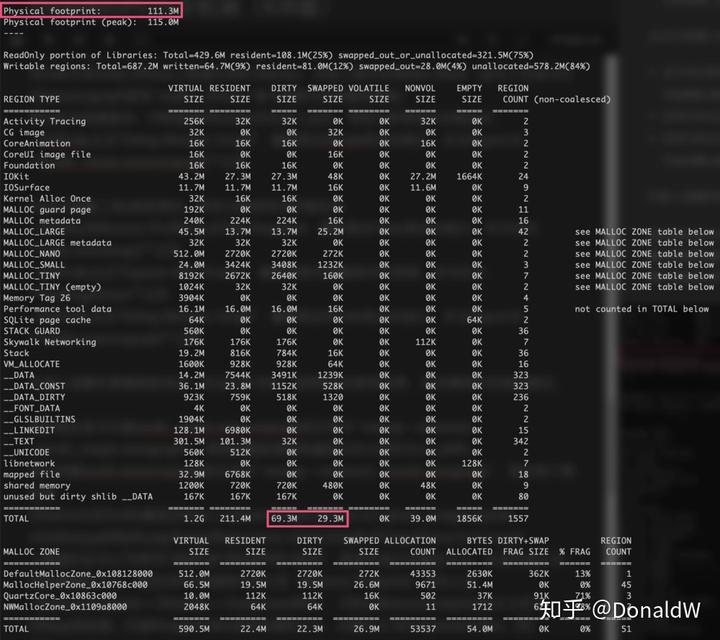 Physical footprint: 111.3M
Physical footprint (peak): 115.0M
----
ReadOnly portion of Libraries: Total=429.6M resident=108.1M(25%) swapped_out_or_unallocated=321.5M(75%)
Writable regions: Total=687.2M written=64.7M(9%) resident=81.0M(12%) swapped_out=28.0M(4%) unallocated=578.2M(84%)
VIRTUAL RESIDENT DIRTY SWAPPED VOLATILE NONVOL EMPTY REGION
REGION TYPE SIZE SIZE SIZE SIZE SIZE SIZE SIZE COUNT (non-coalesced)
=========== ======= ======== ===== ======= ======== ====== ===== =======
Activity Tracing 256K 32K 32K 0K 0K 32K 0K 2
CG image 32K 0K 0K 32K 0K 0K 0K 3
CoreAnimation 16K 16K 16K 0K 0K 16K 0K 2
CoreUI image file 16K 0K 0K 16K 0K 0K 0K 2
Foundation 16K 16K 16K 0K 0K 0K 0K 2
IOKit 43.2M 27.3M 27.3M 48K 0K 27.2M 1664K 24
IOSurface 11.7M 11.7M 11.7M 16K 0K 11.6M 0K 9
Kernel Alloc Once 32K 16K 16K 0K 0K 0K 0K 2
MALLOC guard page 192K 0K 0K 0K 0K 0K 0K 11
MALLOC metadata 240K 224K 224K 16K 0K 0K 0K 16
MALLOC_LARGE 45.5M 13.7M 13.7M 25.2M 0K 0K 0K 42 see MALLOC ZONE table below
MALLOC_LARGE metadata 32K 32K 32K 0K 0K 0K 0K 2 see MALLOC ZONE table below
MALLOC_NANO 512.0M 2720K 2720K 272K 0K 0K 0K 2 see MALLOC ZONE table below
MALLOC_SMALL 24.0M 3424K 3408K 1232K 0K 0K 0K 3 see MALLOC ZONE table below
MALLOC_TINY 8192K 2672K 2640K 160K 0K 0K 0K 7 see MALLOC ZONE table below
MALLOC_TINY (empty) 1024K 32K 32K 0K 0K 0K 0K 2 see MALLOC ZONE table below
Memory Tag 26 3904K 0K 0K 0K 0K 0K 0K 4
Performance tool data 16.1M 16.0M 16.0M 16K 0K 0K 0K 5 not counted in TOTAL below
SQLite page cache 64K 0K 0K 0K 0K 0K 64K 2
STACK GUARD 560K 0K 0K 0K 0K 0K 0K 36
Skywalk Networking 176K 176K 176K 0K 0K 112K 0K 7
Stack 19.2M 816K 784K 16K 0K 0K 0K 36
VM_ALLOCATE 1600K 928K 928K 64K 0K 0K 0K 16
__DATA 14.2M 7544K 3491K 1239K 0K 0K 0K 323
__DATA_CONST 36.1M 23.8M 1152K 528K 0K 0K 0K 323
__DATA_DIRTY 923K 759K 518K 1320 0K 0K 0K 236
__FONT_DATA 4K 0K 0K 0K 0K 0K 0K 2
__GLSLBUILTINS 1904K 0K 0K 0K 0K 0K 0K 2
__LINKEDIT 128.1M 6980K 0K 0K 0K 0K 0K 15
__TEXT 301.5M 101.3M 32K 0K 0K 0K 0K 342
__UNICODE 560K 512K 0K 0K 0K 0K 0K 2
libnetwork 128K 0K 0K 0K 0K 0K 128K 7
mapped file 32.9M 6768K 0K 0K 0K 0K 0K 18
shared memory 1200K 720K 720K 480K 0K 48K 0K 9
unused but dirty shlib __DATA 167K 167K 167K 0K 0K 0K 0K 80
=========== ======= ======== ===== ======= ======== ====== ===== =======
TOTAL 1.2G 211.4M 69.3M 29.3M 0K 39.0M 1856K 1557
VIRTUAL RESIDENT DIRTY SWAPPED ALLOCATION BYTES DIRTY+SWAP REGION
MALLOC ZONE SIZE SIZE SIZE SIZE COUNT ALLOCATED FRAG SIZE % FRAG COUNT
=========== ======= ========= ========= ========= ========= ========= ========= ====== ======
DefaultMallocZone_0x108128000 512.0M 2720K 2720K 272K 43353 2630K 362K 13% 1
MallocHelperZone_0x10768c000 66.5M 19.5M 19.5M 26.6M 9671 51.4M 0K 0% 45
QuartzCore_0x10863c000 10.0M 112K 112K 16K 502 37K 91K 71% 3
NWMallocZone_0x1109a8000 2048K 64K 64K 0K 11 1712
=========== ======= ========= ========= ========= ========= ========= ========= ====== ======
TOTAL 590.5M 22.4M 22.3M 26.9M 53537 54.0M 0K 0% 51
知乎 @DonaldW